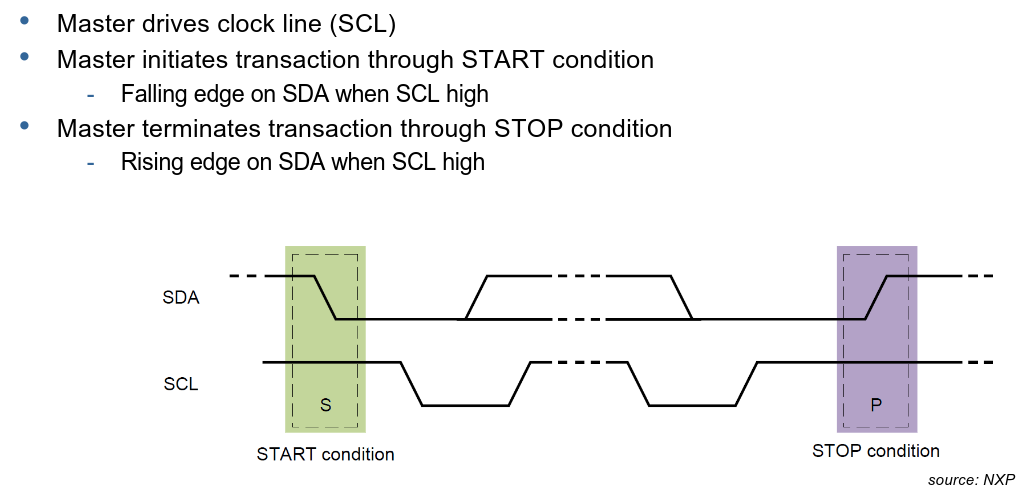 • Master drives clock line (SCL)
• Master initiates transaction through START condition
- Falling edge on SDA when SCL high
• Master terminates transaction through STOP condition
- Rising edge on SDA when SCL high
SDA
SCL
S
P
START condition
STOP condition
source: NXP